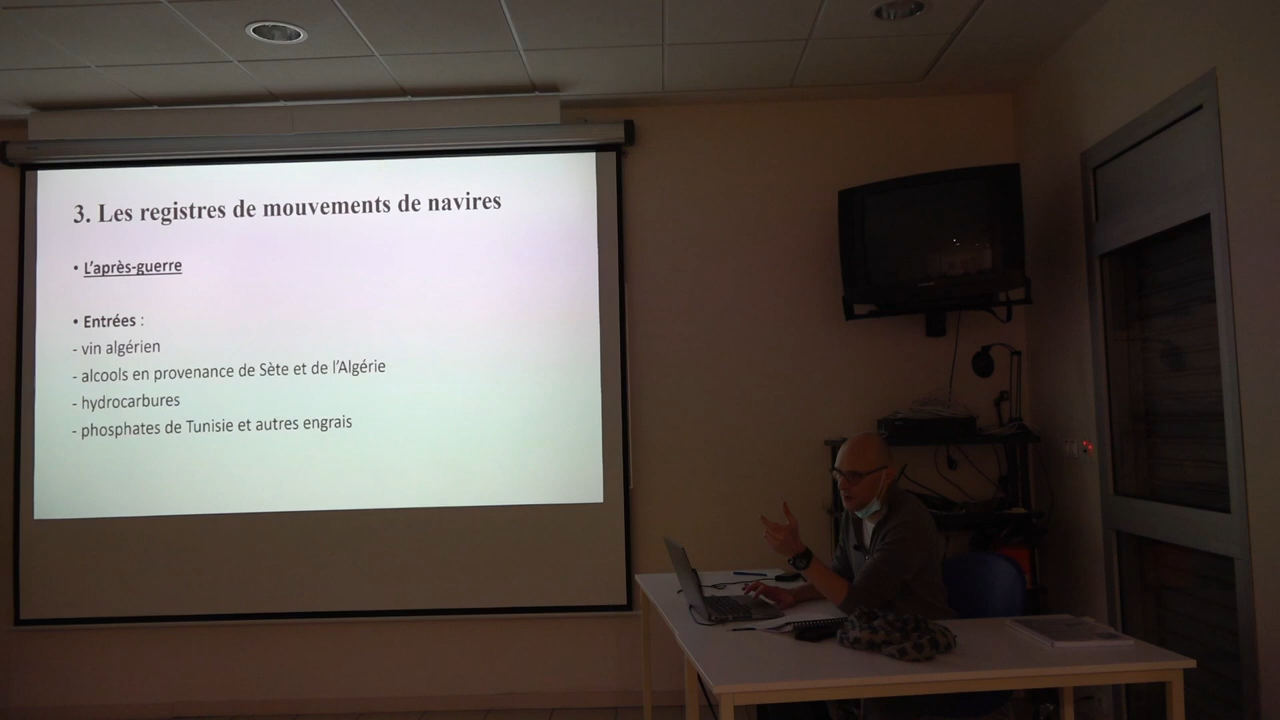 3. Les registres de mouvements de navires
• L'après-guerre
• Entrées :
- vin algérien
- alcools en provenance de Sète et de l'Algérie
- hydrocarbures
- phosphates de Tunisie et autres engrais